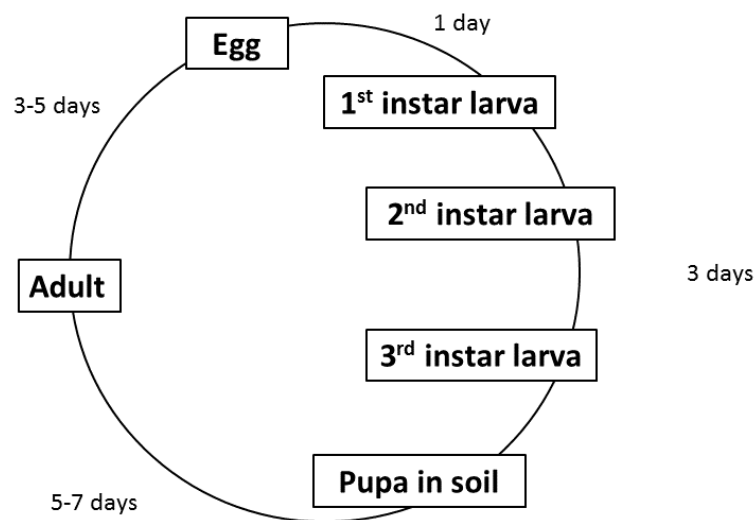 Egg
1 day
1st instar larva
3-5 days
2nd instar larva
Adult
3 days
3rd instar larva
Pupa in soil
5-7 days